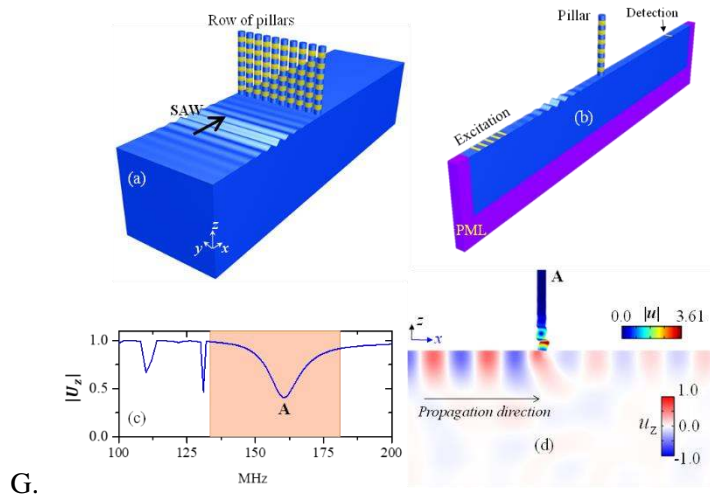 Row of pillars
SAW
(a)
z
y
x
Pillar
Detection
Excitation
(b)
PML
|Uz|
1.0
0.5
0.0
(c)
A
100
125
150
175
200
MHz
A
0.0 |u| 3.61
z
x
Propagation direction
uz
1.0
0.0
-1.0
(d)
G.